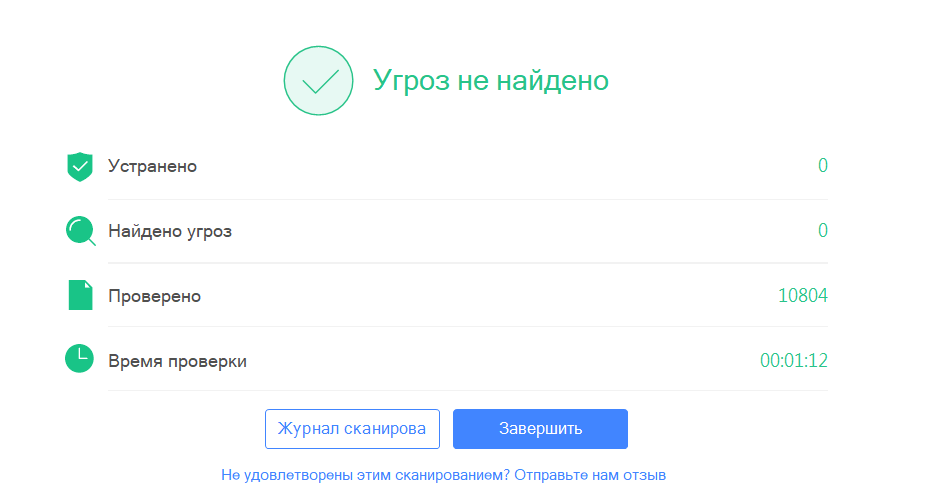 Угроз не найдено
Устранено 0
Найдено угроз 0
Проверено 10804
Время проверки 00:01:12
Журнал сканирова Завершить
Не удовлетворены этим сканированием? Отправьте нам отзыв